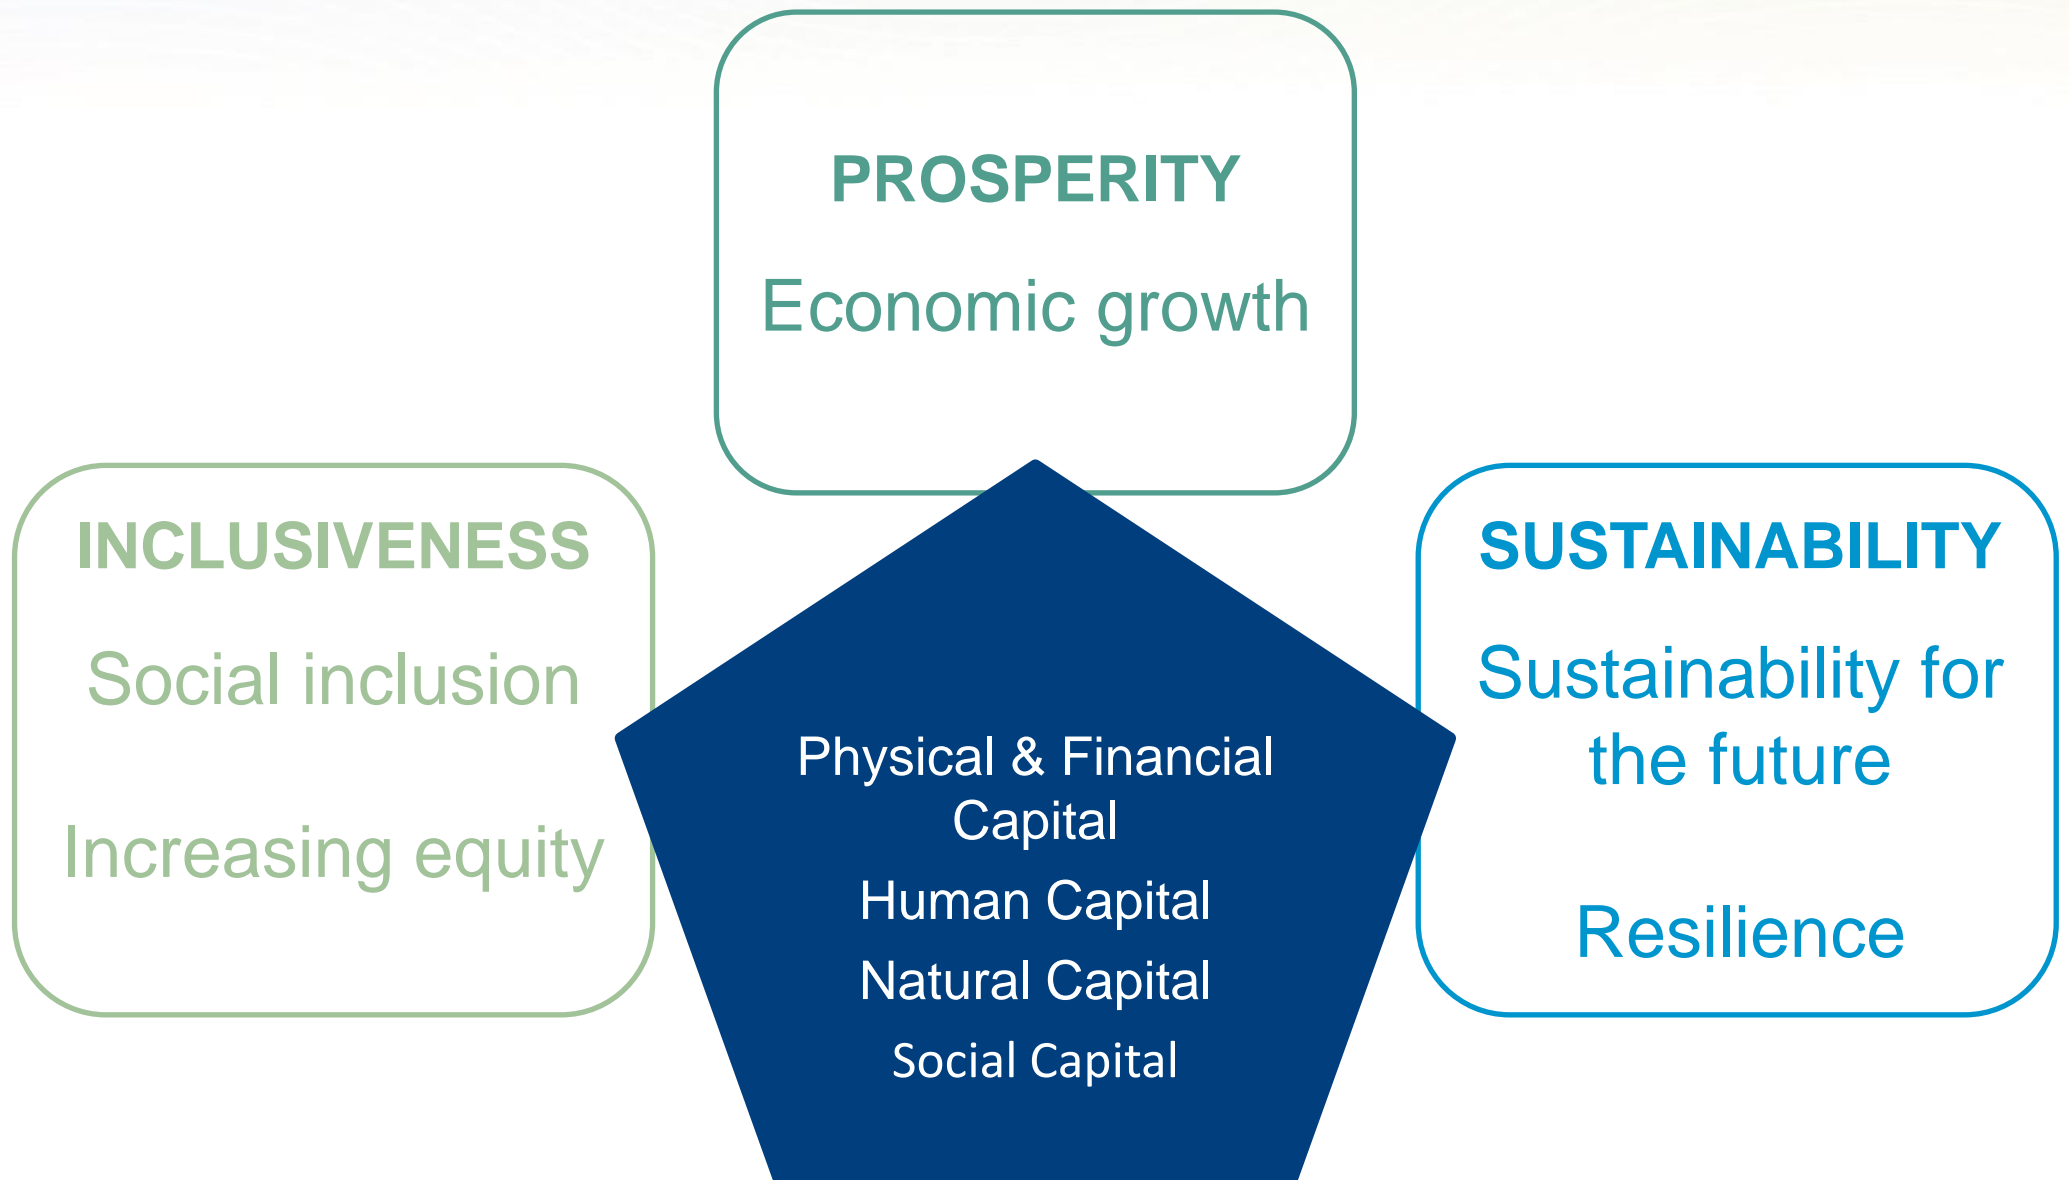 PROSPERITY
Economic growth
INCLUSIVENESS
Social inclusion
Increasing equity
Physical & Financial
Capital
Human Capital
Natural Capital
Social Capital
SUSTAINABILITY
Sustainability for
the future
Resilience